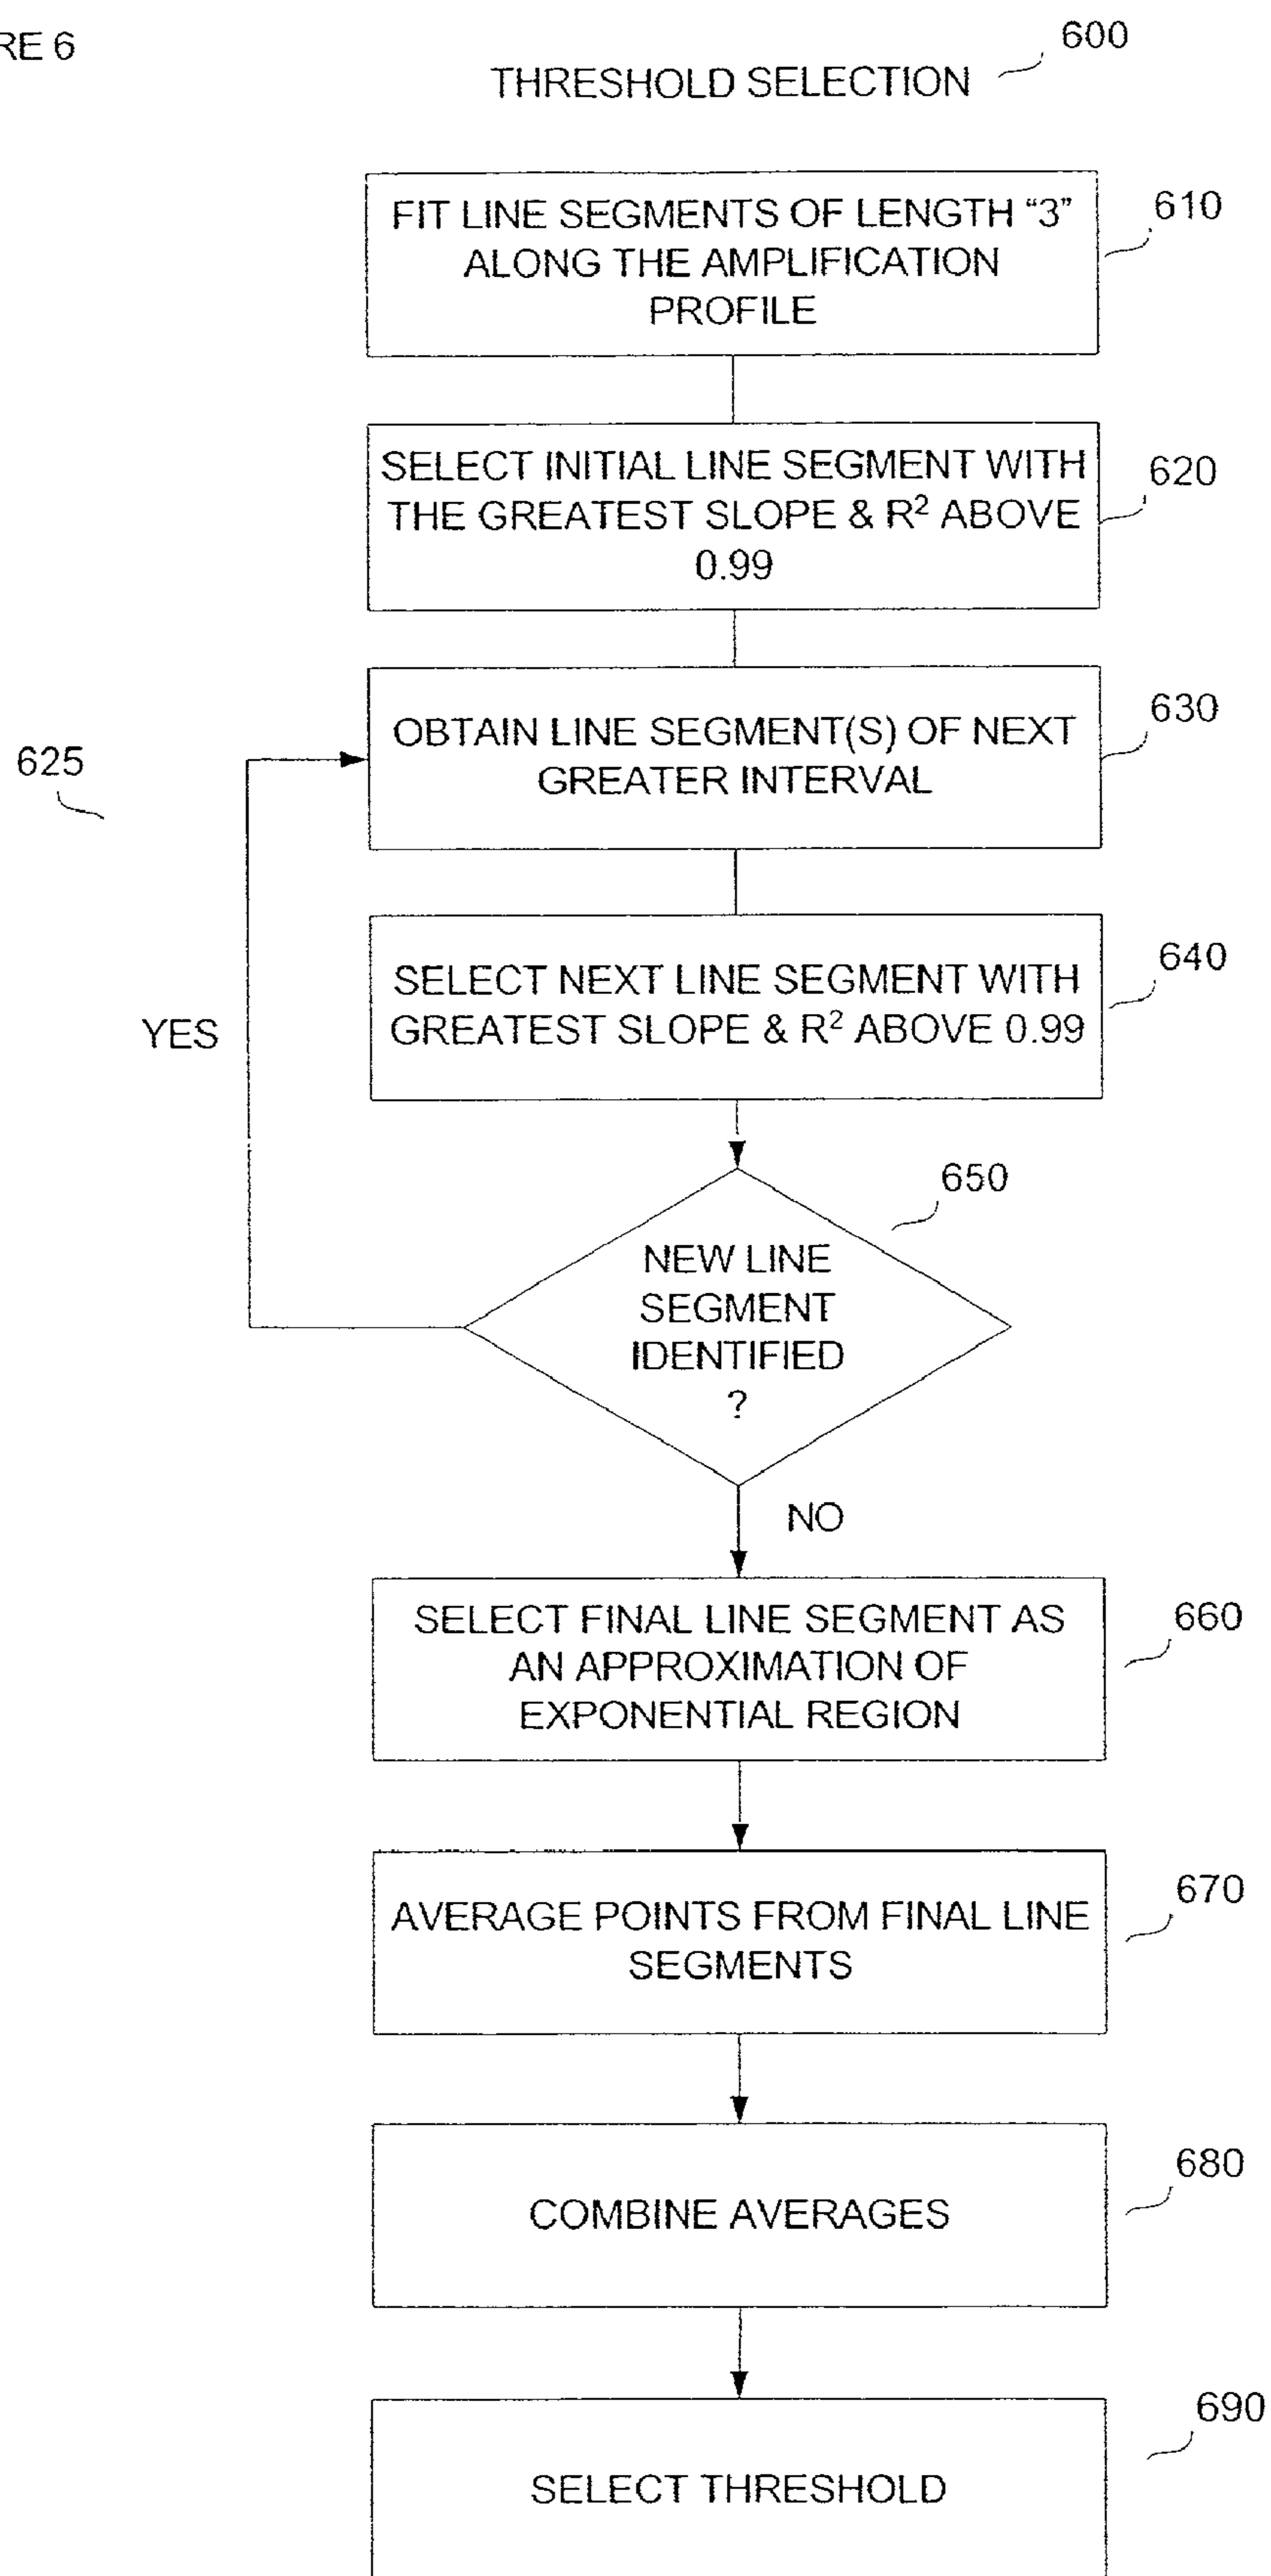 RE 6
600
THRESHOLD SELECTION
FIT LINE SEGMENTS OF LENGTH “3”
ALONG THE AMPLIFICATION
PROFILE
610
SELECT INITIAL LINE SEGMENT WITH
THE GREATEST SLOPE & R² ABOVE
0.99
620
625
OBTAIN LINE SEGMENT(S) OF NEXT
GREATER INTERVAL
630
SELECT NEXT LINE SEGMENT WITH
GREATEST SLOPE & R² ABOVE 0.99
640
YES
650
NEW LINE
SEGMENT
IDENTIFIED
?
NO
SELECT FINAL LINE SEGMENT AS
AN APPROXIMATION OF
EXPONENTIAL REGION
660
AVERAGE POINTS FROM FINAL LINE
SEGMENTS
670
COMBINE AVERAGES
680
SELECT THRESHOLD
690